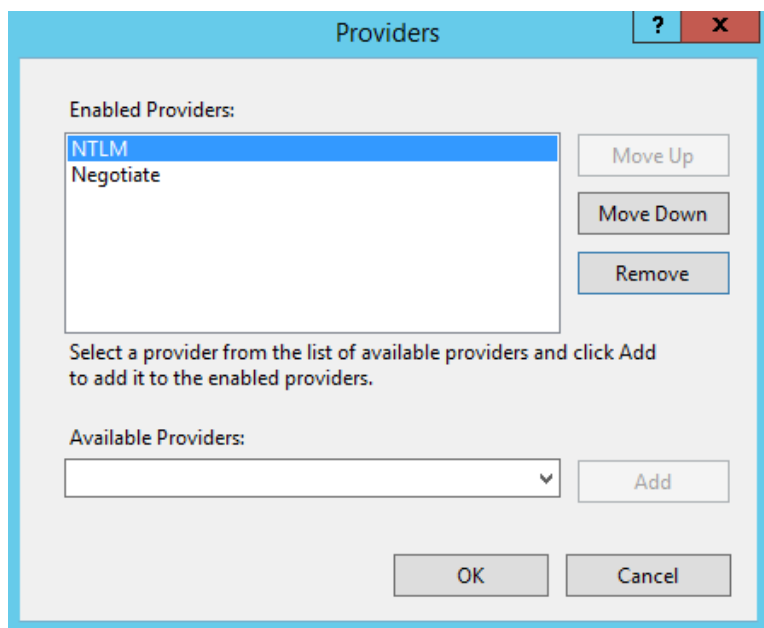 Providers
?
x
Enabled Providers:
NTLM
Negotiate
Move Up
Move Down
Remove
Select a provider from the list of available providers and click Add
to add it to the enabled providers.
Available Providers:
Add
OK
Cancel